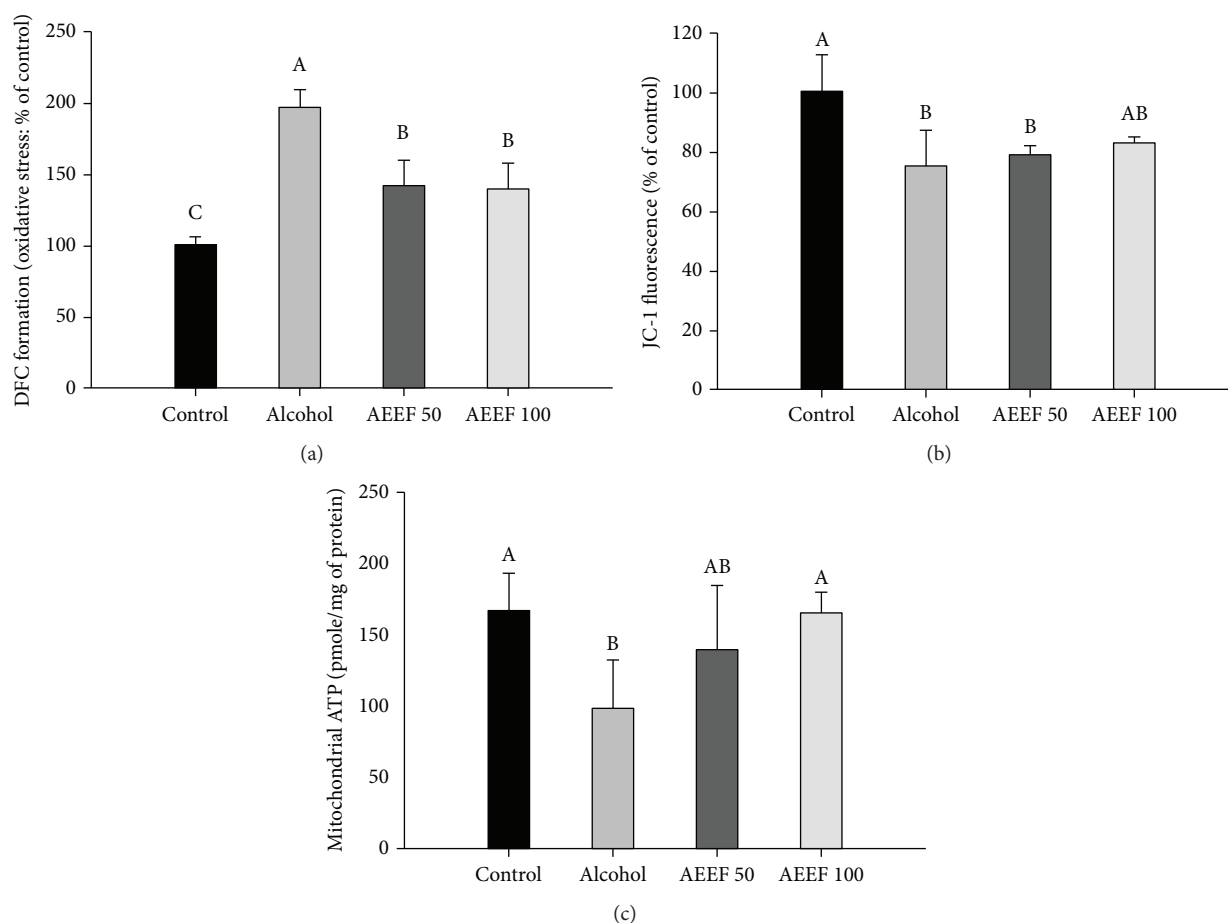 DFC formation (oxidative stress: % of control)
250
200
150
100
50
0
C
A
B
B
Control Alcohol AEEF 50 AEEF 100
(a)
JC-1 fluorescence (% of control)
120
100
80
60
40
20
0
A
B
B
AB
Control Alcohol AEEF 50 AEEF 100
(b)
Mitochondrial ATP (pmole/mg of protein)
250
200
150
100
50
0
A
B
AB
A
Control Alcohol AEEF 50 AEEF 100
(c)